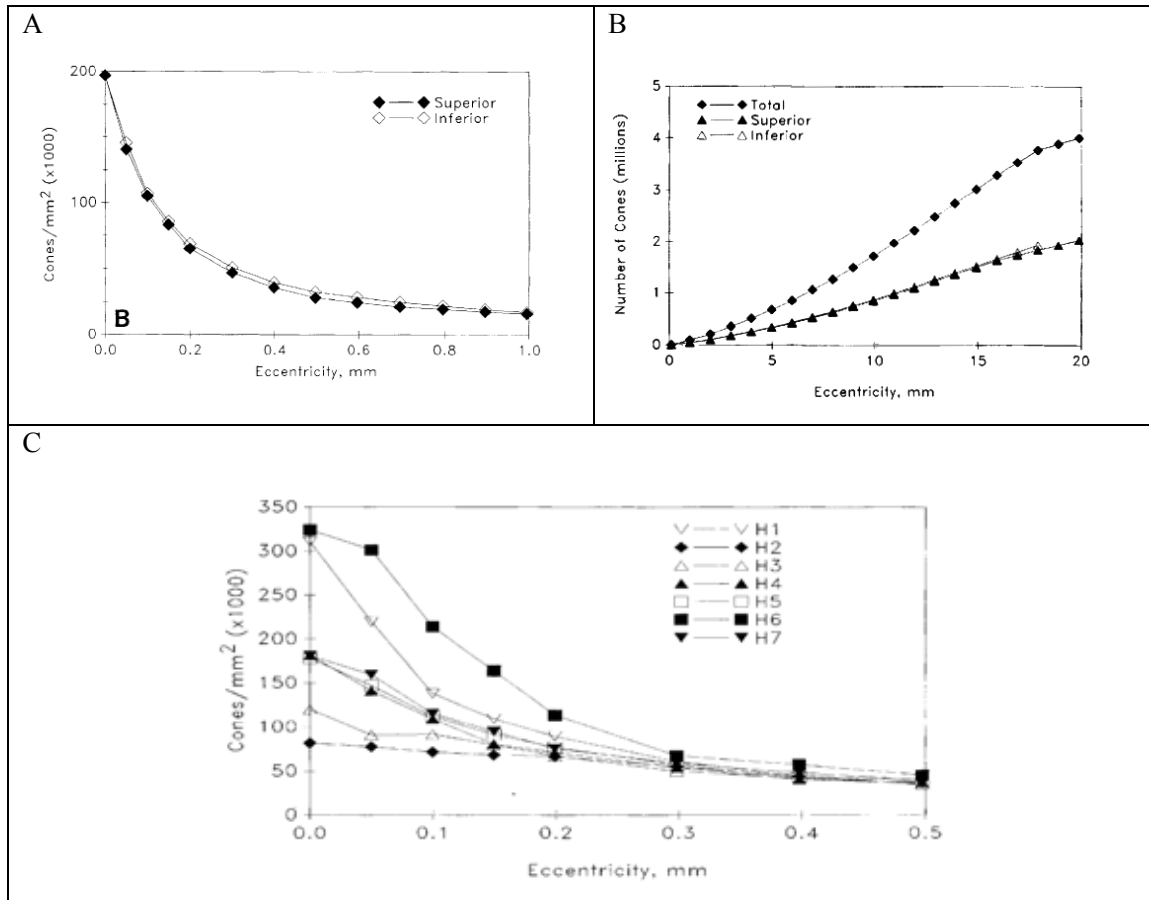 A
200
100
0
Cones/mm² (x1000)
Superior
Inferior
B
0.0 0.2 0.4 0.6 0.8 1.0
Eccentricity, mm
B
5
4
3
2
1
0
Number of Cones (millions)
Total
Superior
Inferior
0 5 10 15 20
Eccentricity, mm
C
350
300
250
200
150
100
50
0
Cones/mm² (x1000)
H1
H2
H3
H4
H5
H6
H7
0.0 0.1 0.2 0.3 0.4 0.5
Eccentricity, mm